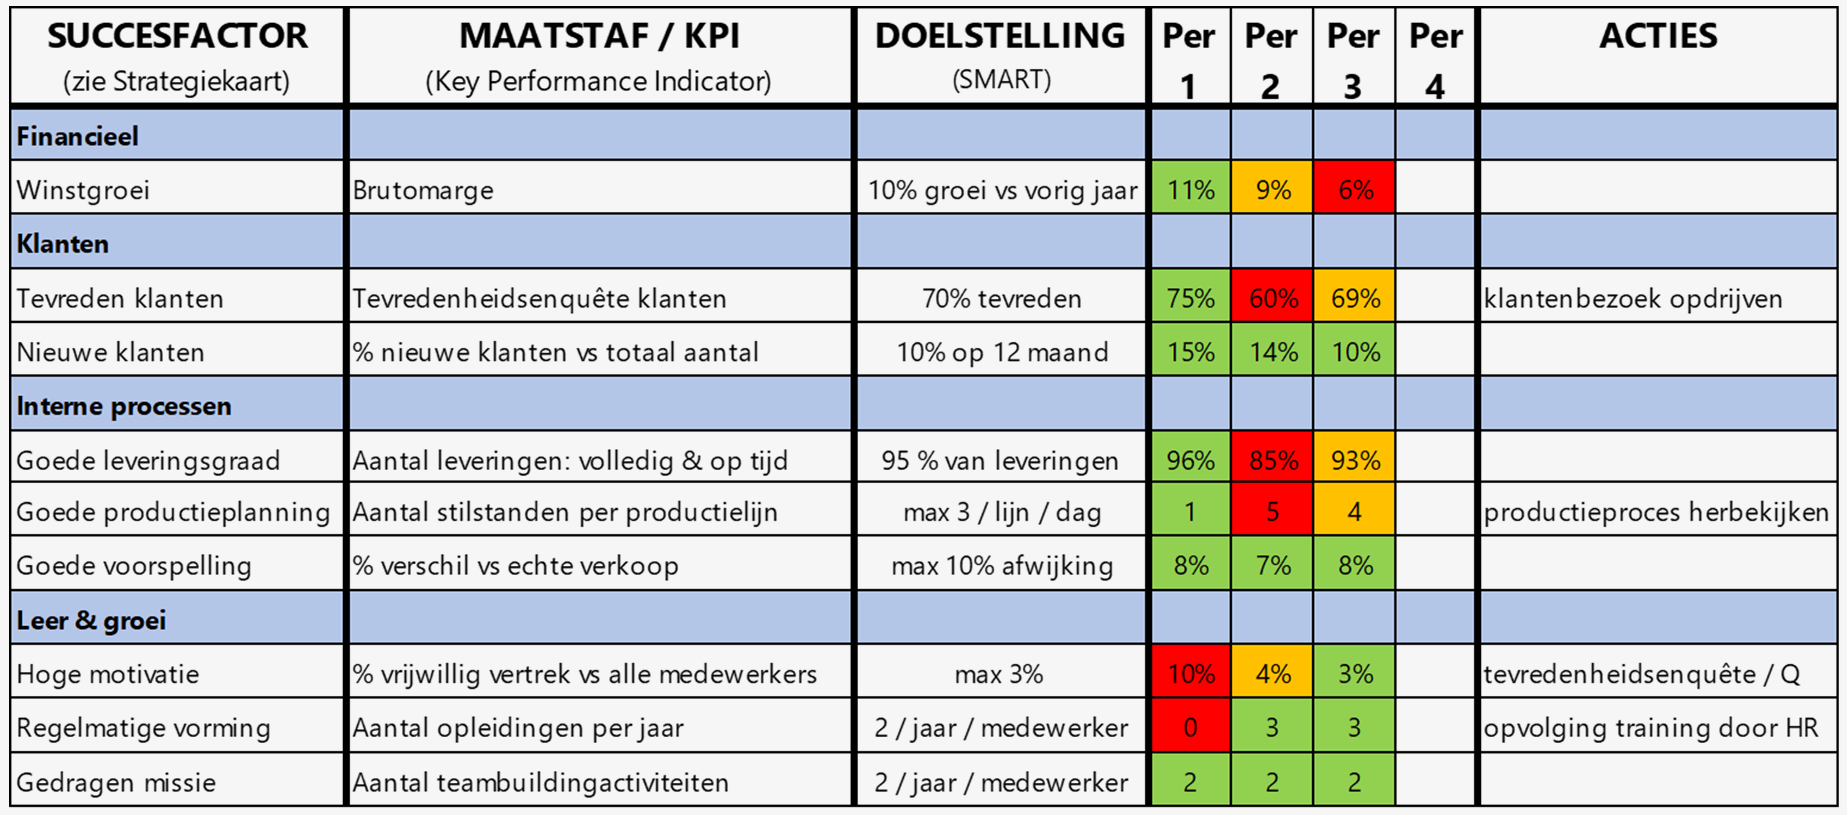 SUCCESFACTOR MAATSTAF / KPI DOELSTELLING Per Per Per Per ACTIES
(zie Strategiekaart) (Key Performance Indicator) (SMART) 1 2 3 4
Financieel
Winstgroei Brutomarge 10% groei vs vorig jaar 11% 9% 6%
Klanten
Tevreden klanten Tevredenheidsenquête klanten 70% tevreden 75% 60% 69% klantenbezoek opdrijven
Nieuwe klanten % nieuwe klanten vs totaal aantal 10% op 12 maand 15% 14% 10%
Interne processen
Goede leveringsgraad Aantal leveringen: volledig & op tijd 95 % van leveringen 96% 85% 93%
Goede productieplanning Aantal stilstanden per productielijn max 3 / lijn / dag 1 5 4 productieproces herbekijken
Goede voorspelling % verschil vs echte verkoop max 10% afwijking 8% 7% 8%
Leer & groei
Hoge motivatie % vrijwillig vertrek vs alle medewerkers max 3% 10% 4% 3% tevredenheidsenquête / Q
Regelmatige vorming Aantal opleidingen per jaar 2 / jaar / medewerker 0 3 3 opvolging training door HR
Gedragen missie Aantal teambuildingactiviteiten 2 / jaar / medewerker 2 2 2